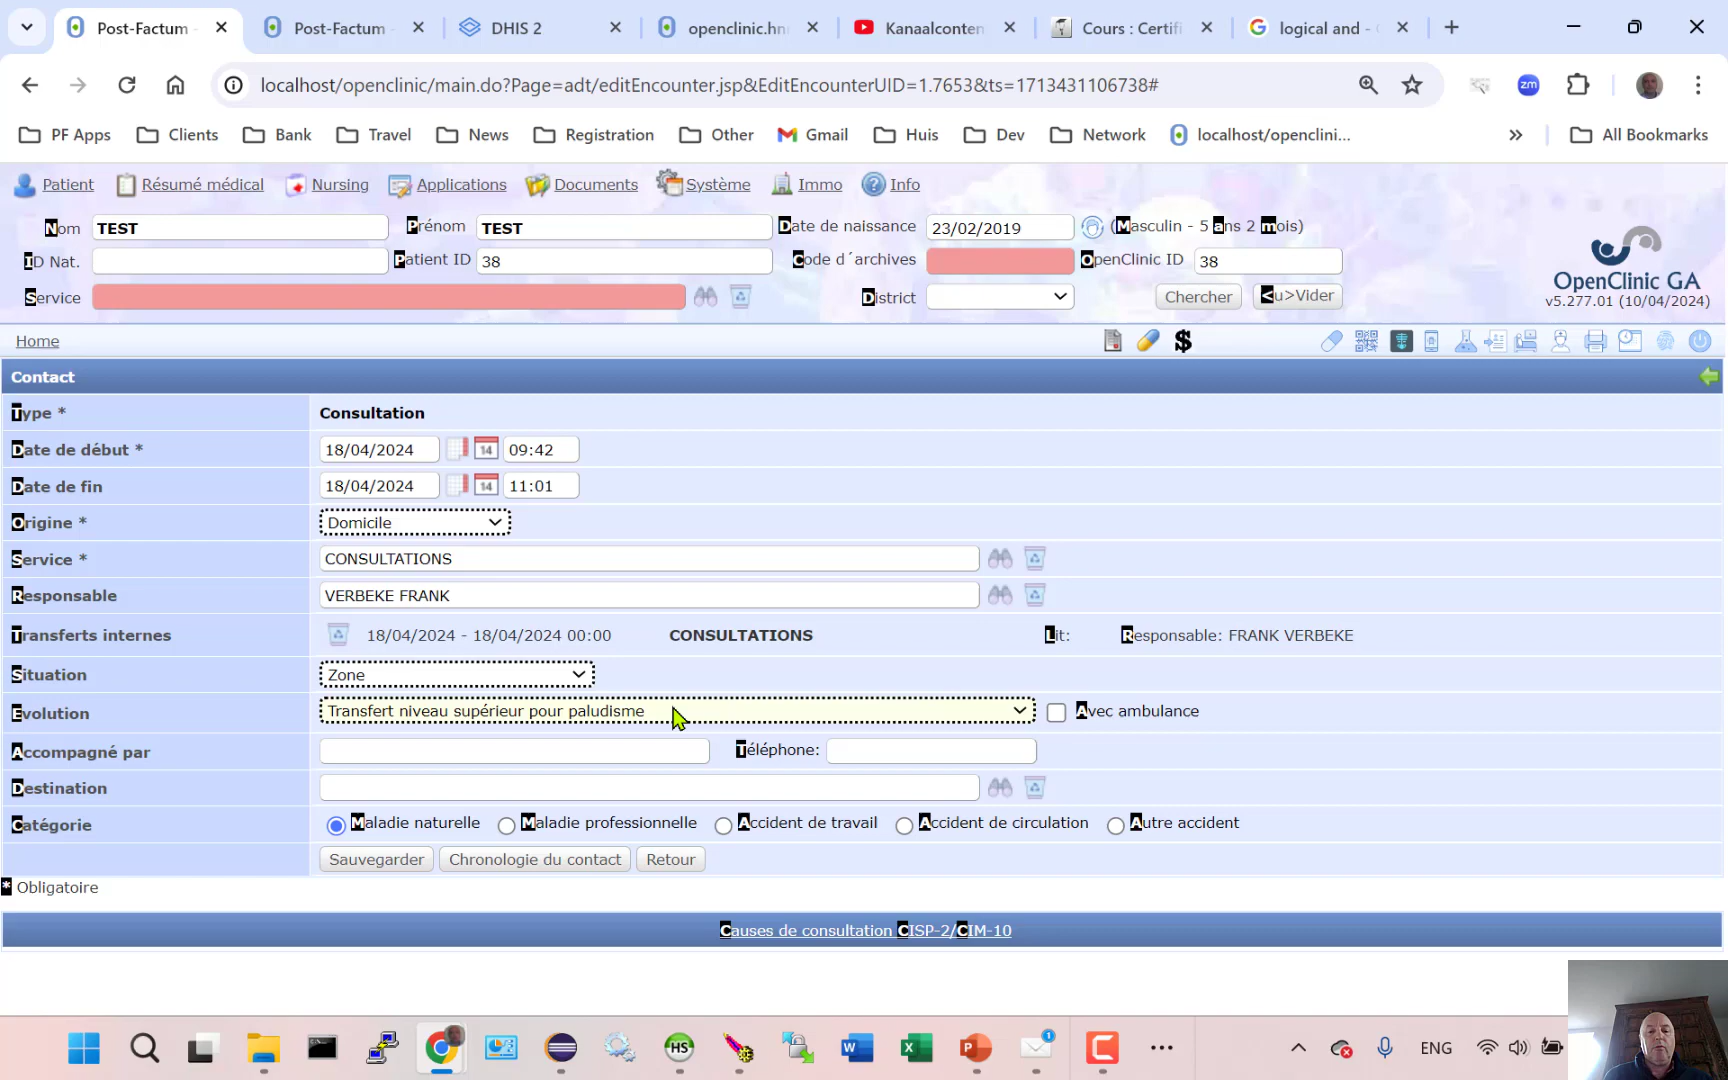 Post-Factum -
Post-Factum -
DHIS 2
openclinic.hn
Kanaalconten
Cours : Certifi
logical and -
localhost/openclinic/main.do?Page=adt/editEncounter.jsp&EditEncounterUID=1.7653&ts=1713431106738#
zm
PF Apps
Clients
Bank
Travel
News
Registration
Other
Gmail
Huis
Dev
Network
localhost/openclini...
»
All Bookmarks
Patient
Résumé médical
Nursing
Applications
Documents
Système
Immo
Info
Nom TEST Prénom TEST Date de naissance 23/02/2019 (Masculin - 5 ans 2 mois)
ID Nat. Patient ID 38 Code d´archives OpenClinic ID 38
Service District Chercher <u>Vider
OpenClinic GA
v5.277.01 (10/04/2024)
Home
$
Contact
Type * Consultation
Date de début * 18/04/2024 14 09:42
Date de fin 18/04/2024 14 11:01
Origine * Domicile
Service * CONSULTATIONS
Responsable VERBEKE FRANK
Transferts internes 18/04/2024 - 18/04/2024 00:00 CONSULTATIONS Lit: Responsable: FRANK VERBEKE
Situation Zone
Evolution Transfert niveau supérieur pour paludisme Avec ambulance
Accompagné par Téléphone:
Destination
Catégorie Maladie naturelle Maladie professionnelle Accident de travail Accident de circulation Autre accident
Sauvegarder Chronologie du contact Retour
* Obligatoire
Causes de consultation CISP-2/CIM-10
HS
W
X
P
1
C
ENG